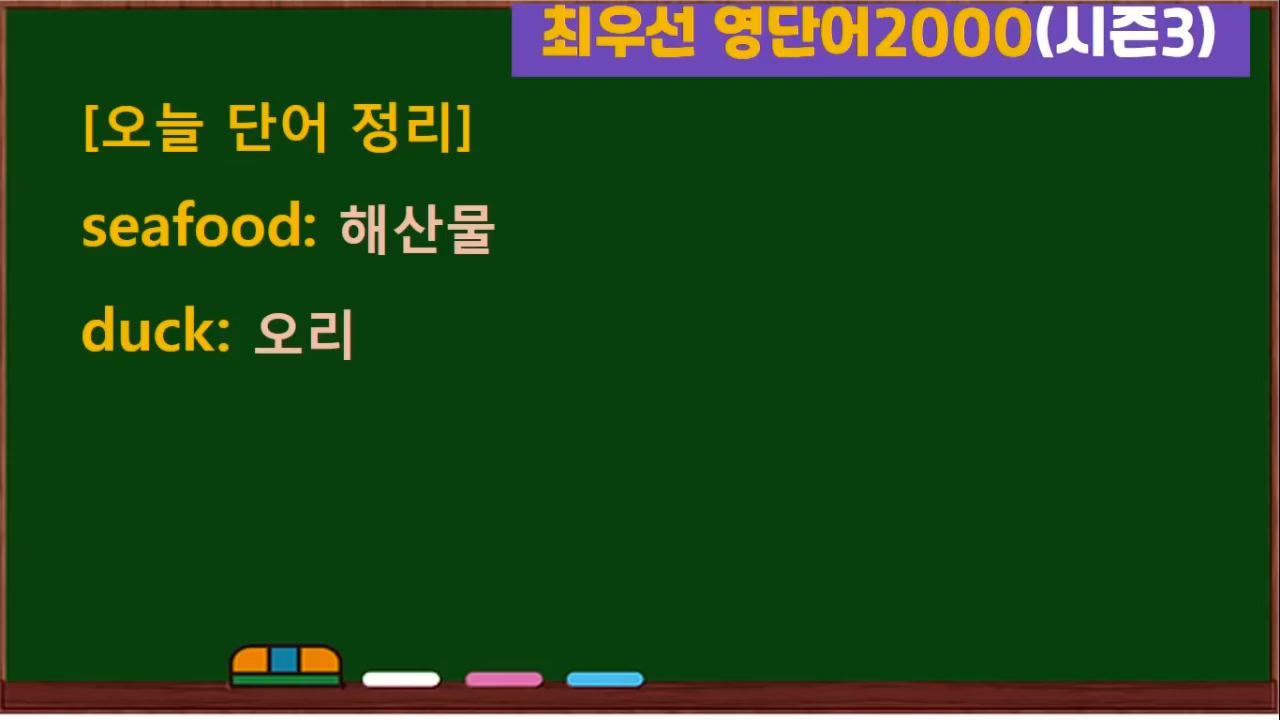 최우선 영단어2000(시즌3)
[오늘 단어 정리]
seafood: 해산물
duck: 오리